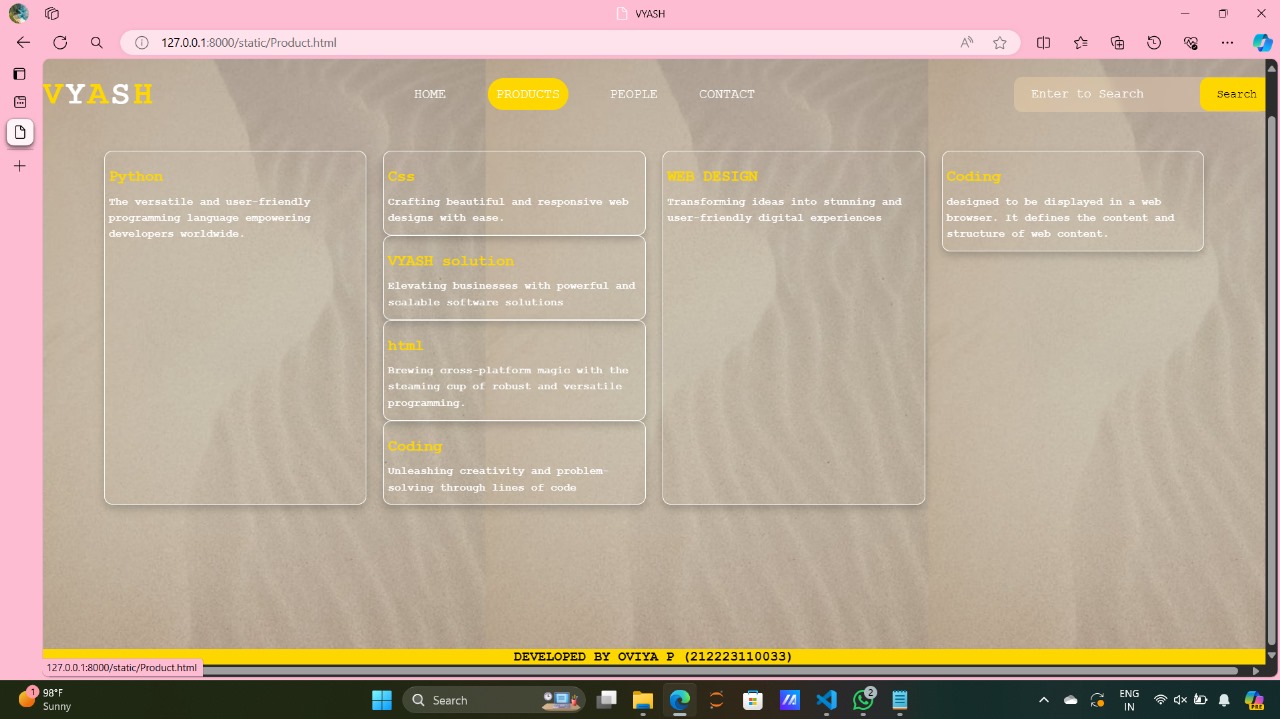 VYASH
127.0.0.1:8000/static/Product.html
VYASH
HOME
PRODUCTS
PEOPLE
CONTACT
Enter to Search
Search
Python
The versatile and user-friendly
programming language empowering
developers worldwide.
Css
Crafting beautiful and responsive web
designs with ease.
VYASH solution
Elevating businesses with powerful and
scalable software solutions
html
Brewing cross-platform magic with the
steaming cup of robust and versatile
programming.
Coding
Unleashing creativity and problem-
solving through lines of code
WEB DESIGN
Transforming ideas into stunning and
user-friendly digital experiences
Coding
designed to be displayed in a web
browser. It defines the content and
structure of web content.
DEVELOPED BY OVIYA P (212223110033)
127.0.0.1:8000/static/Product.html
1
98°F
Sunny
Search
2
ENG
IN
PRE